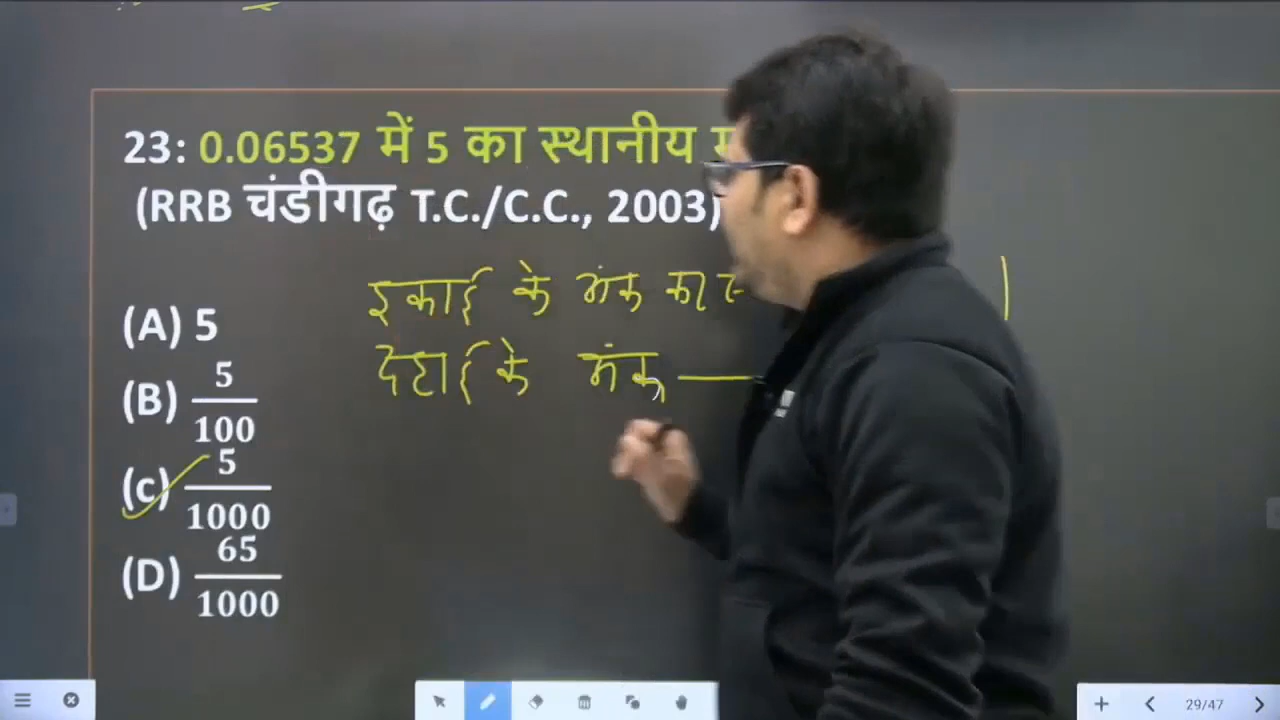 23: 0.06537 में 5 का स्थानीय
(RRB चंडीगढ़ T.C./C.C., 2003)
इकाई के अंक का
दहाई के अंक —
(A) 5
(B) 5/100
(c) 5/1000
(D) 65/1000
29/47